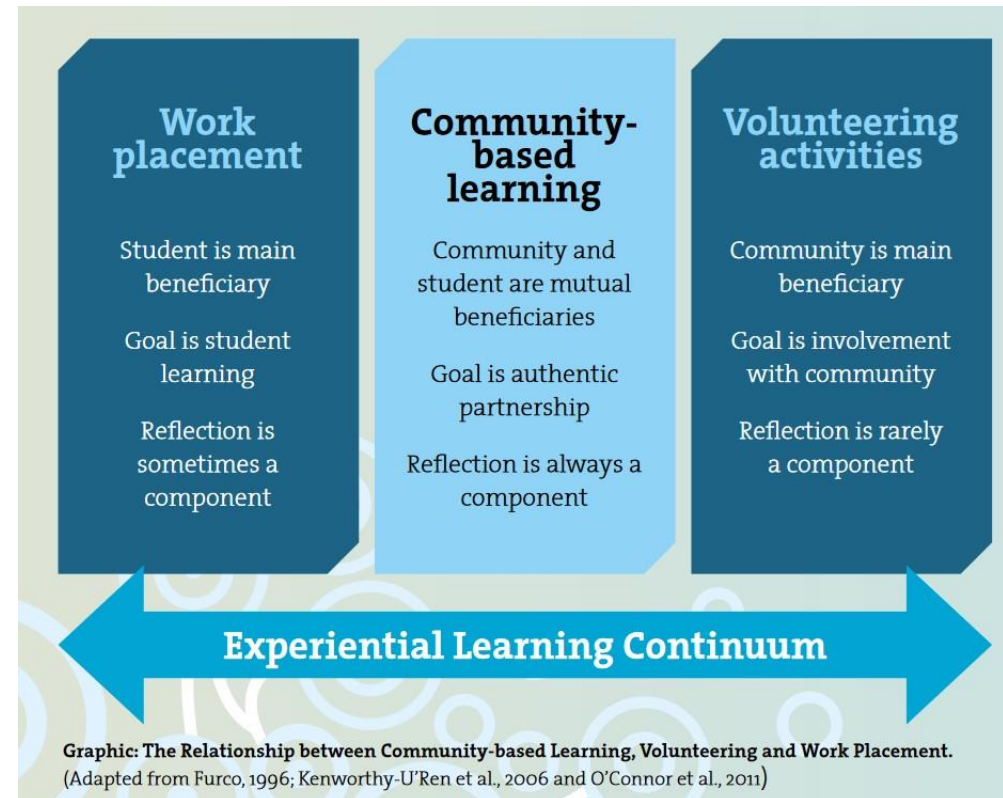 Work
placement
Student is main
beneficiary
Goal is student
learning
Reflection is
sometimes a
component
Community-
based
learning
Community and
student are mutual
beneficiaries
Goal is authentic
partnership
Reflection is always a
component
Volunteering
activities
Community is main
beneficiary
Goal is involvement
with community
Reflection is rarely
a component
Experiential Learning Continuum
Graphic: The Relationship between Community-based Learning, Volunteering and Work Placement.
(Adapted from Furco, 1996; Kenworthy-U’Ren et al., 2006 and O’Connor et al., 2011)